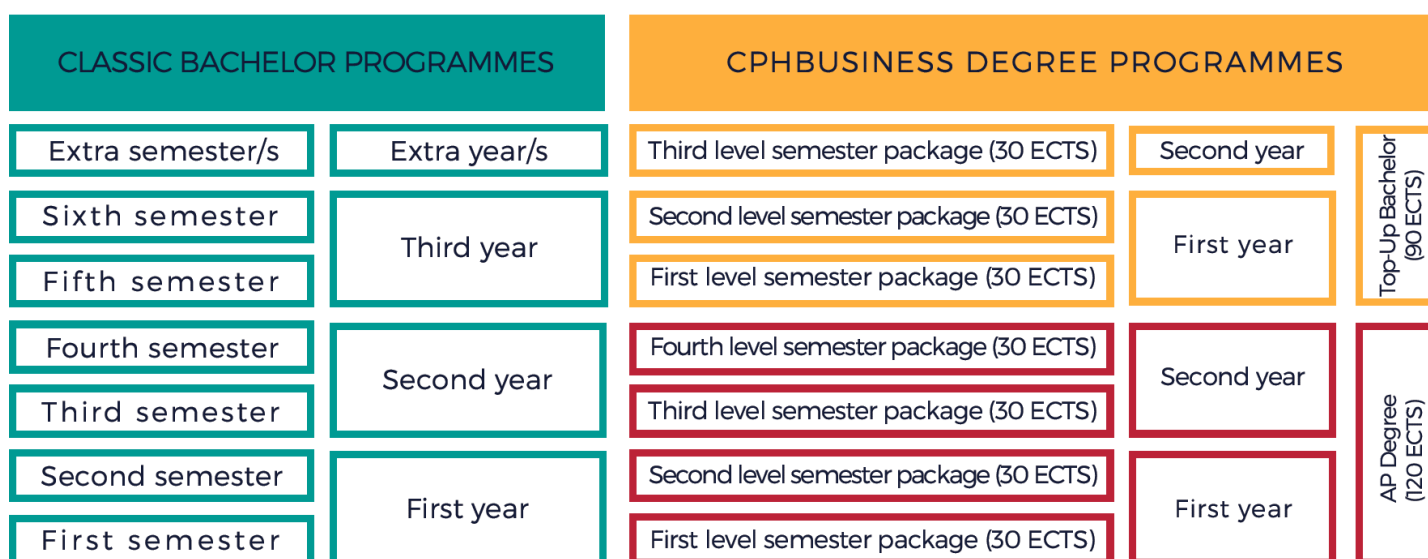 CLASSIC BACHELOR PROGRAMMES
CPHBUSINESS DEGREE PROGRAMMES
Extra semester/s
Extra year/s
Third level semester package (30 ECTS)
Second year
Top-Up Bachelor
(90 ECTS)
Sixth semester
Third year
Second level semester package (30 ECTS)
First year
Fifth semester
First level semester package (30 ECTS)
Fourth semester
Second year
Fourth level semester package (30 ECTS)
Second year
AP Degree
(120 ECTS)
Third semester
Third level semester package (30 ECTS)
Second semester
First year
Second level semester package (30 ECTS)
First year
First semester
First level semester package (30 ECTS)